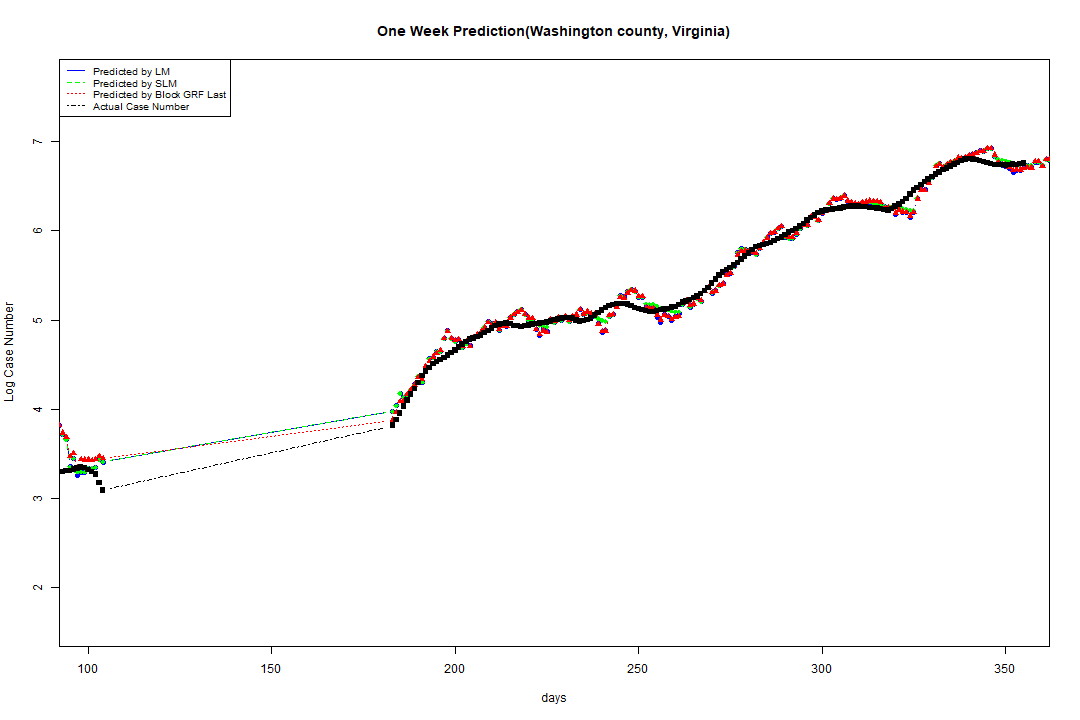 One Week Prediction(Washington county, Virginia)
Predicted by LM
Predicted by SLM
Predicted by Block GRF Last
Actual Case Number
7
6
5
4
3
2
Log Case Number
100 150 200 250 300 350
days